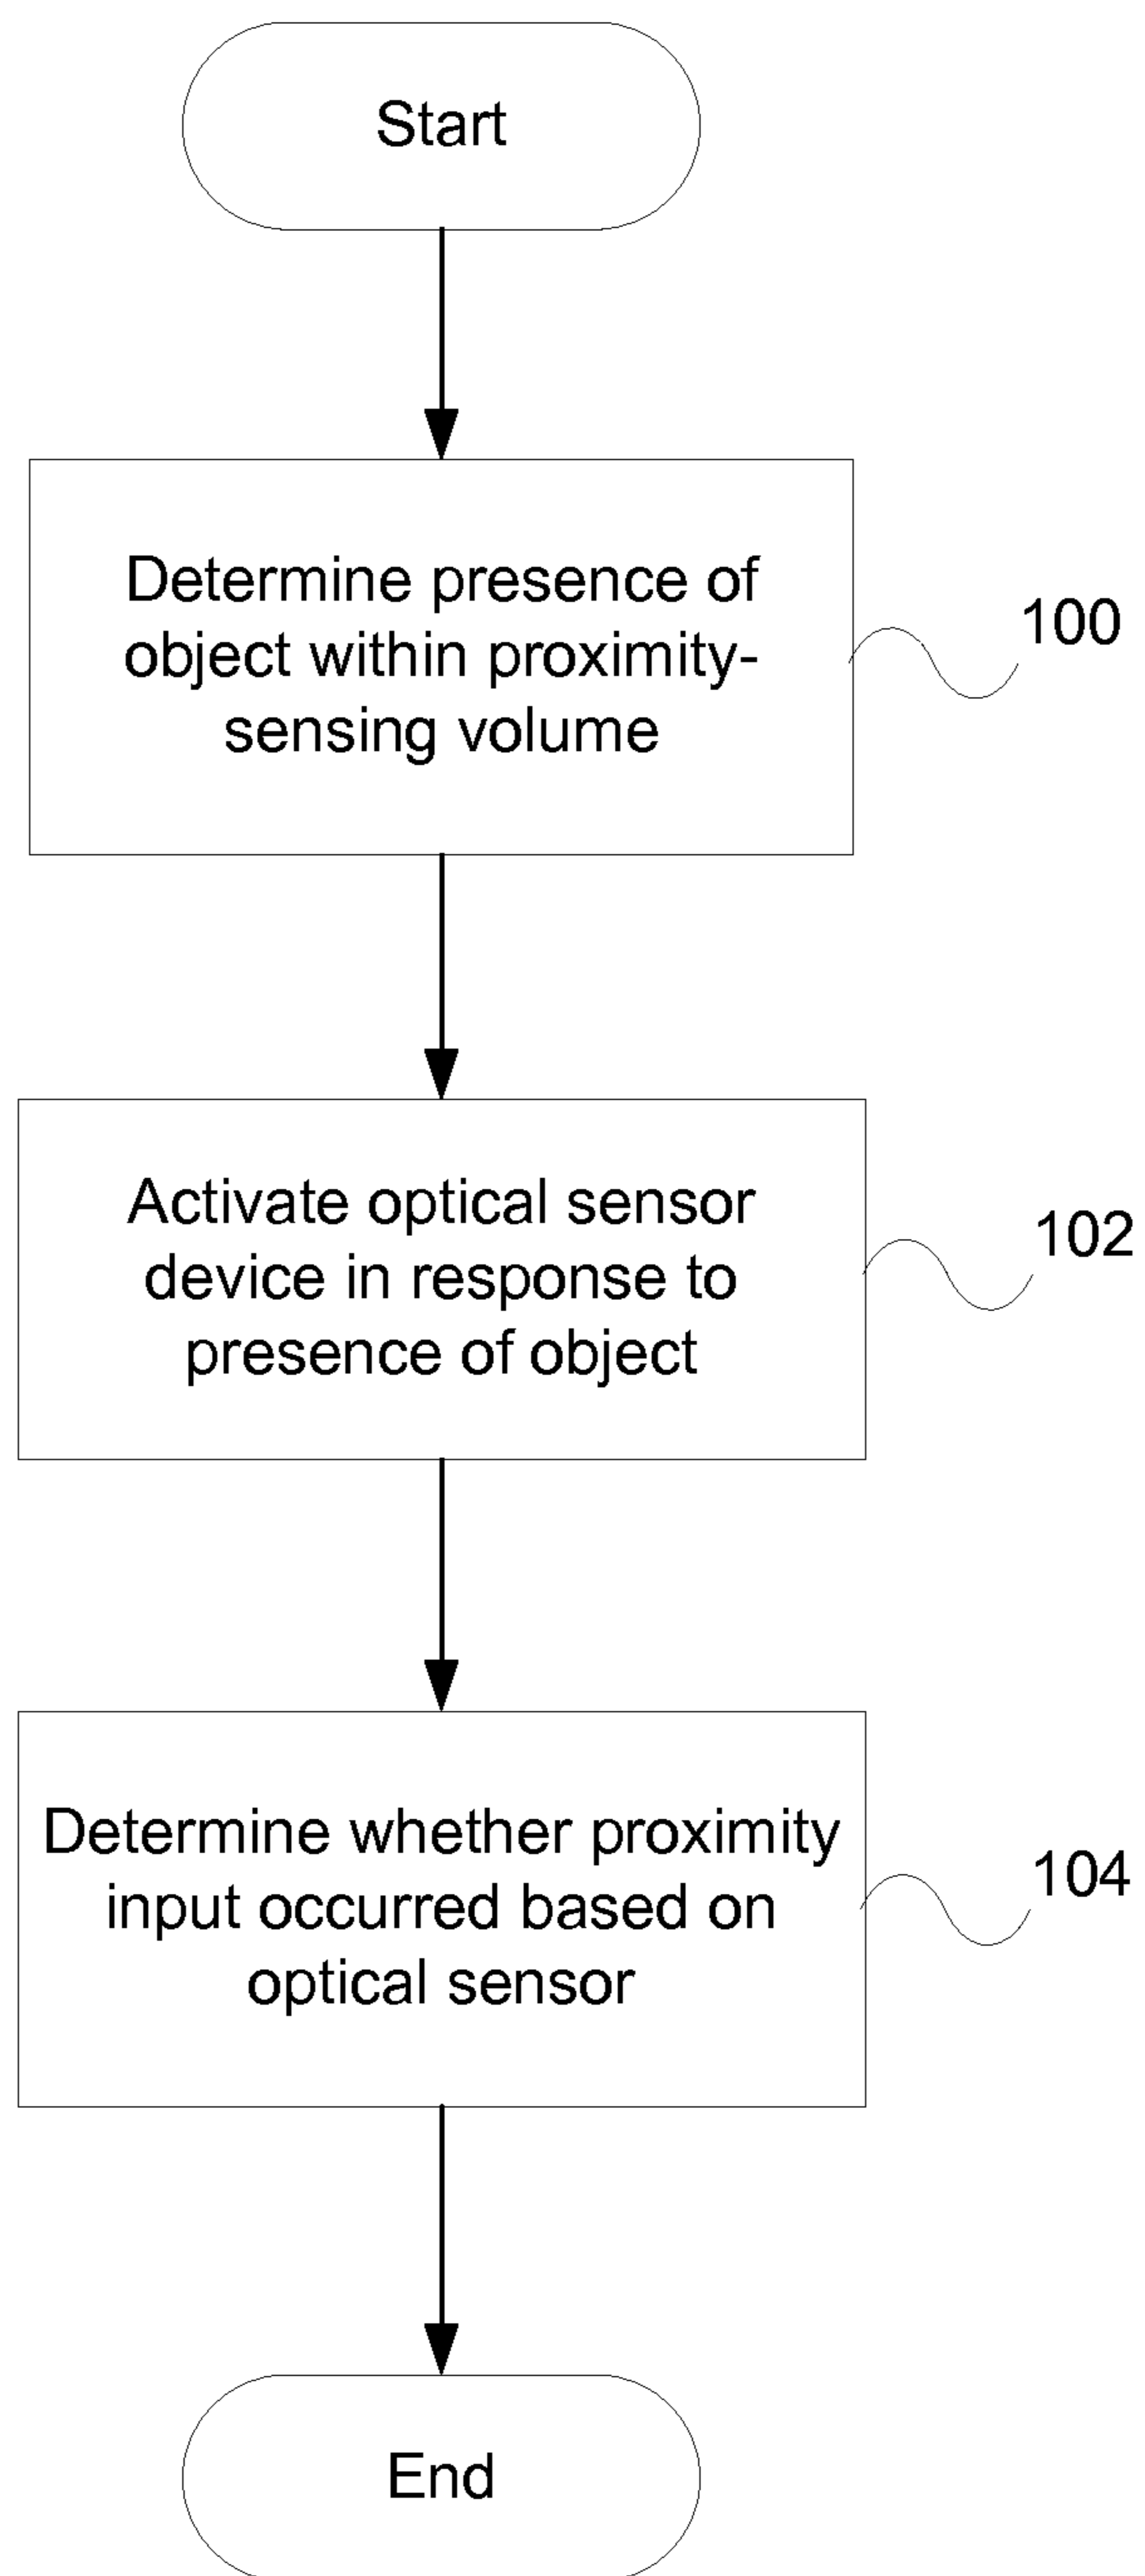 Start
Determine presence of
object within proximity-
sensing volume
100
Activate optical sensor
device in response to
presence of object
102
Determine whether proximity
input occurred based on
optical sensor
104
End